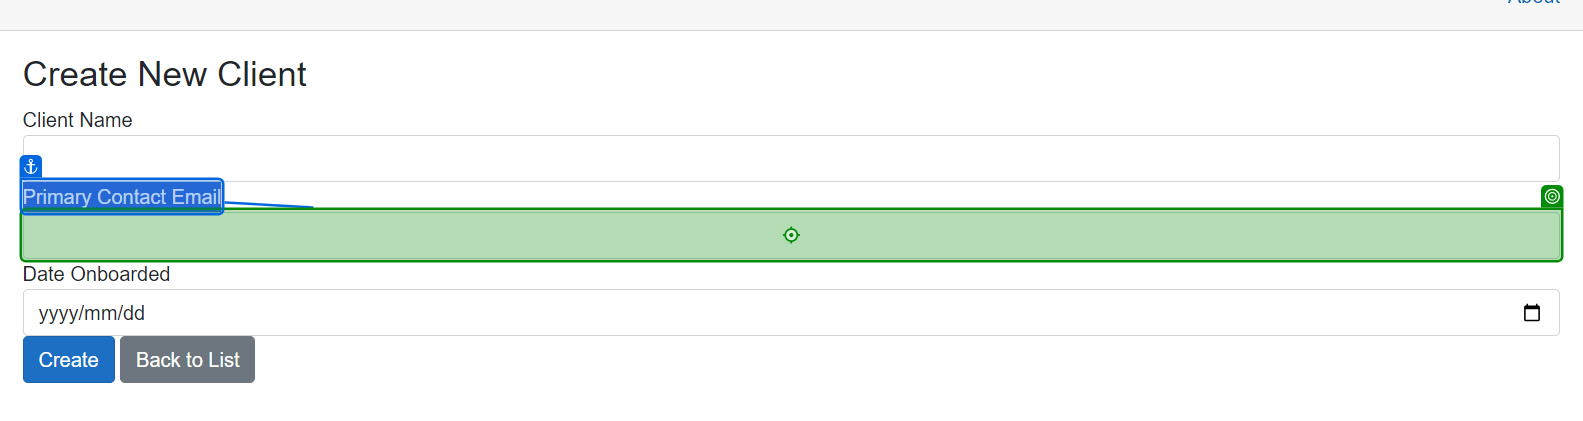 About
Create New Client
Client Name
Primary Contact Email
Date Onboarded
yyyy/mm/dd
Create
Back to List